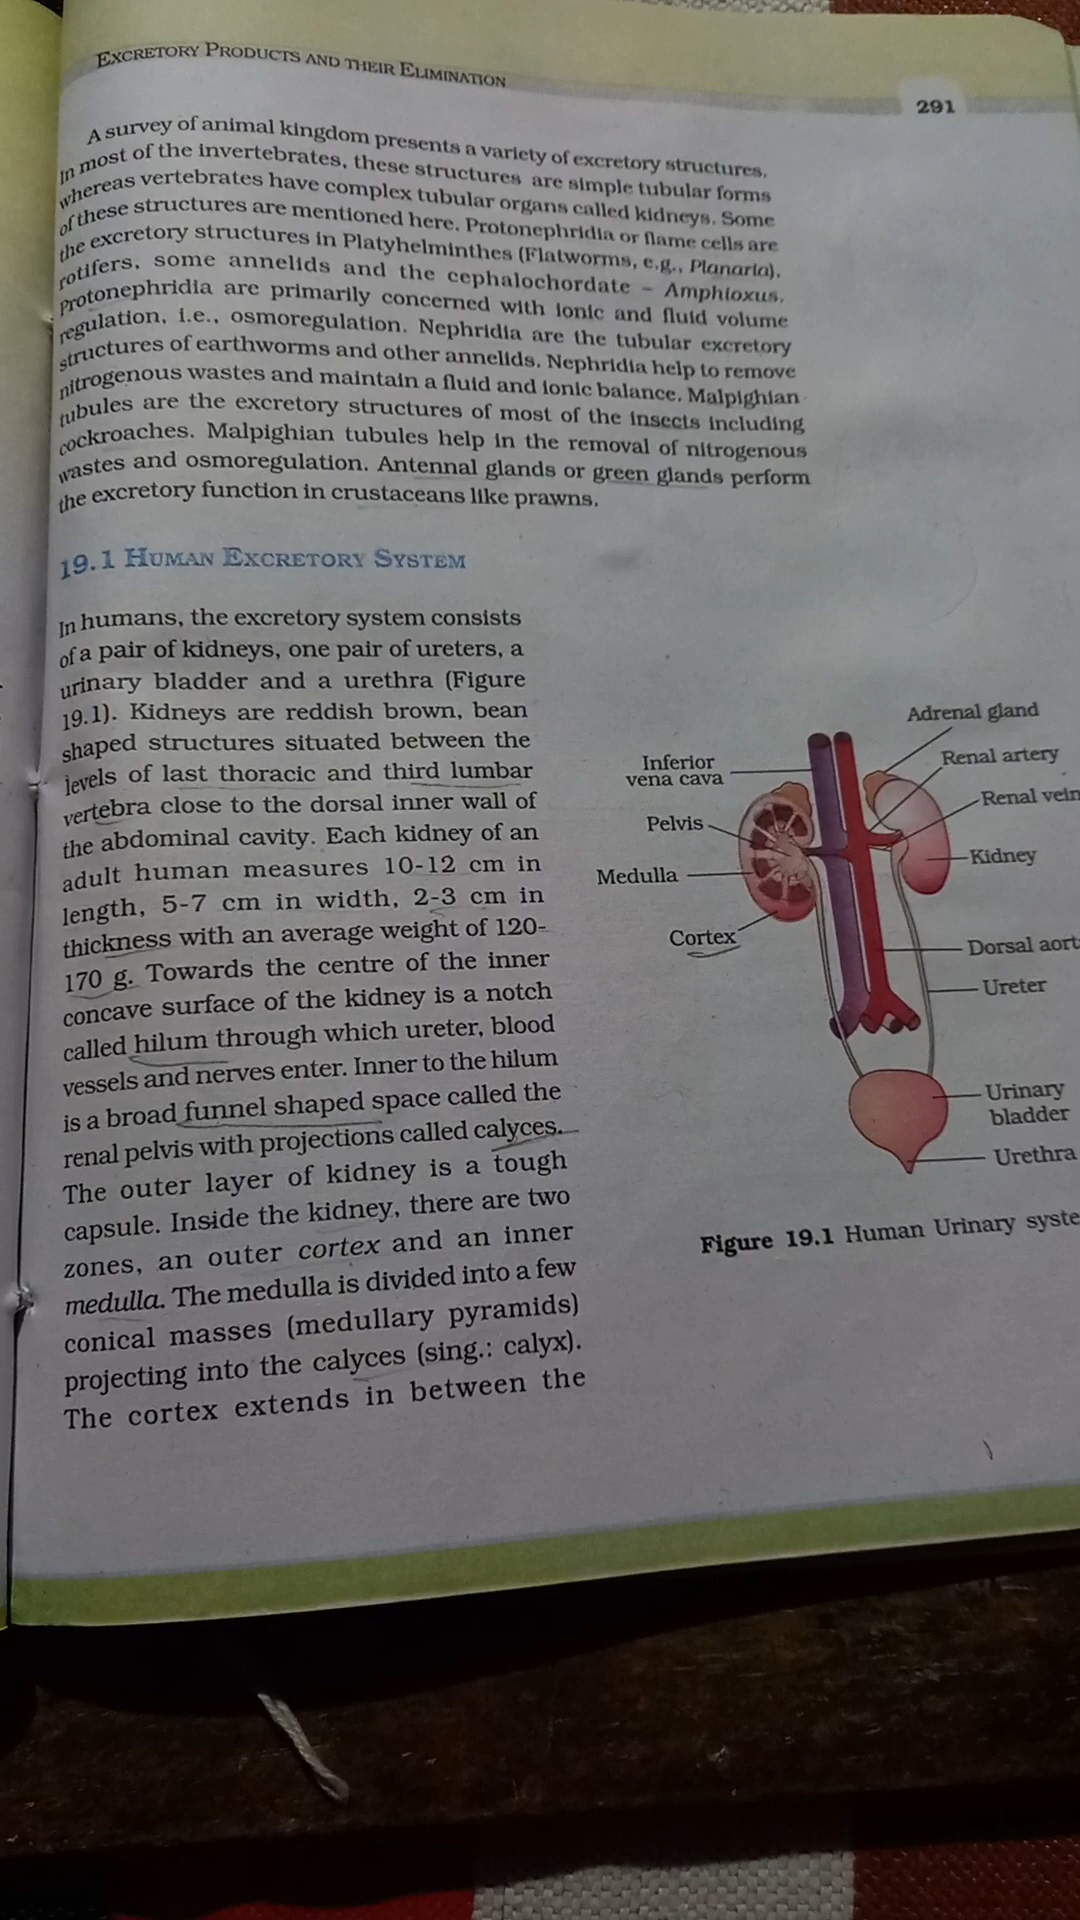 EXCRETORY PRODUCTS AND THEIR ELIMINATION
291
A survey of animal kingdom presents a variety of excretory structures.
In most of the invertebrates, these structures are simple tubular forms
whereas vertebrates have complex tubular organs called kidneys. Some
of these structures are mentioned here. Protonephridia or flame cells are
the excretory structures in Platyhelminthes (Flatworms, e.g., Planaria),
rotifers, some annelids and the cephalochordate – Amphioxus.
Protonephridia are primarily concerned with ionic and fluid volume
regulation, i.e., osmoregulation. Nephridia are the tubular excretory
structures of earthworms and other annelids. Nephridia help to remove
nitrogenous wastes and maintain a fluid and ionic balance. Malpighian
tubules are the excretory structures of most of the insects including
cockroaches. Malpighian tubules help in the removal of nitrogenous
wastes and osmoregulation. Antennal glands or green glands perform
the excretory function in crustaceans like prawns.
19.1 HUMAN EXCRETORY SYSTEM
In humans, the excretory system consists
of a pair of kidneys, one pair of ureters, a
urinary bladder and a urethra (Figure
19.1). Kidneys are reddish brown, bean
shaped structures situated between the
levels of last thoracic and third lumbar
vertebra close to the dorsal inner wall of
the abdominal cavity. Each kidney of an
adult human measures 10-12 cm in
length, 5-7 cm in width, 2-3 cm in
thickness with an average weight of 120-
170 g. Towards the centre of the inner
concave surface of the kidney is a notch
called hilum through which ureter, blood
vessels and nerves enter. Inner to the hilum
is a broad funnel shaped space called the
renal pelvis with projections called calyces.
The outer layer of kidney is a tough
capsule. Inside the kidney, there are two
zones, an outer cortex and an inner
medulla. The medulla is divided into a few
conical masses (medullary pyramids)
projecting into the calyces (sing.: calyx).
The cortex extends in between the
Adrenal gland
Inferior
vena cava
Renal artery
Renal vein
Pelvis
Kidney
Medulla
Cortex
Dorsal aort
Ureter
Urinary
bladder
Urethra
Figure 19.1 Human Urinary syste